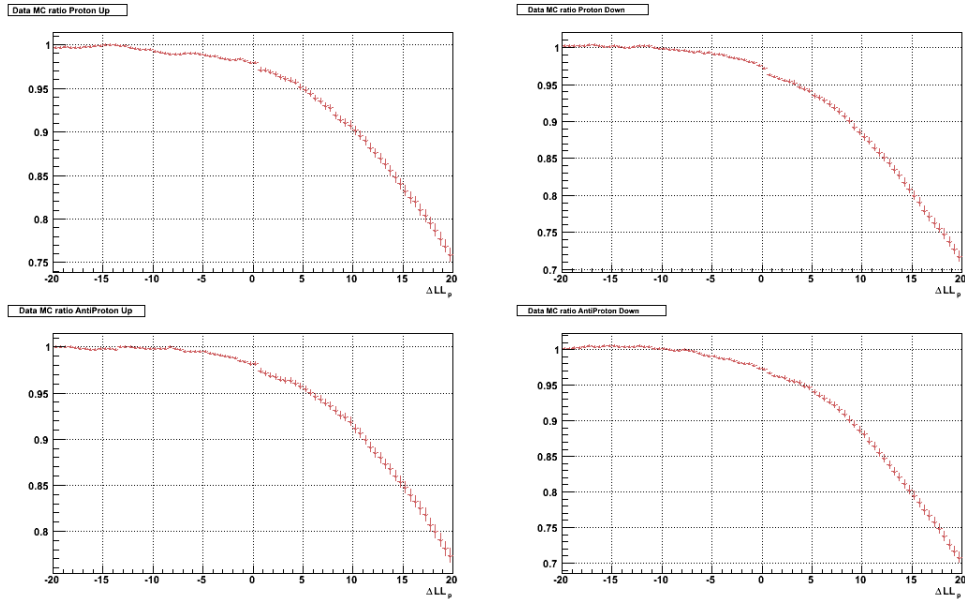 Data MC ratio Proton Up
1
0.95
0.9
0.85
0.8
0.75
-20 -15 -10 -5 0 5 10 15 20
ΔLL p
Data MC ratio Proton Down
1
0.95
0.9
0.85
0.8
0.75
0.7
-20 -15 -10 -5 0 5 10 15 20
ΔLL p
Data MC ratio AntiProton Up
1
0.95
0.9
0.85
0.8
-20 -15 -10 -5 0 5 10 15 20
ΔLL p
Data MC ratio AntiProton Down
1
0.95
0.9
0.85
0.8
0.75
0.7
-20 -15 -10 -5 0 5 10 15 20
ΔLL p